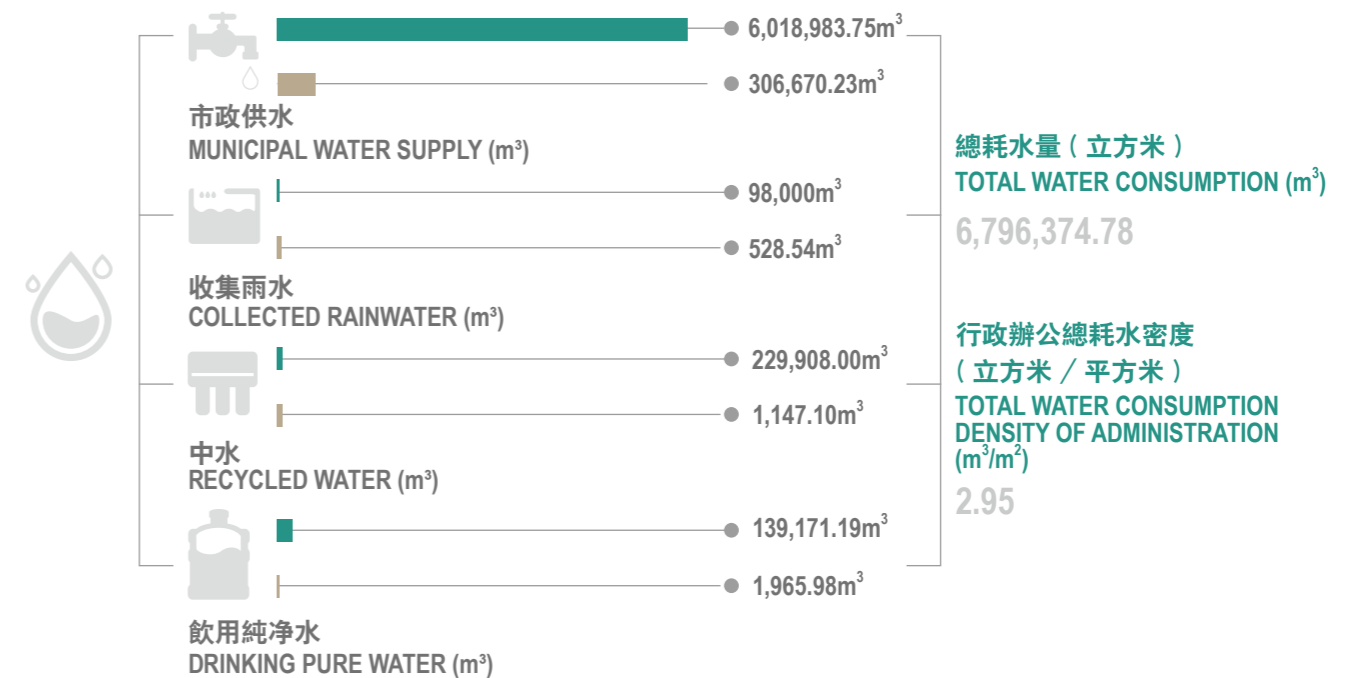 6,018,983.75m³
306,670.23m³
市政供水
MUNICIPAL WATER SUPPLY (m³)
98,000m³
528.54m³
收集雨水
COLLECTED RAINWATER (m³)
229,908.00m³
1,147.10m³
中水
RECYCLED WATER (m³)
139,171.19m³
1,965.98m³
飲用純净水
DRINKING PURE WATER (m³)
總耗水量（立方米）
TOTAL WATER CONSUMPTION (m³)
6,796,374.78
行政辦公總耗水密度
（立方米／平方米）
TOTAL WATER CONSUMPTION
DENSITY OF ADMINISTRATION
(m³/m²)
2.95